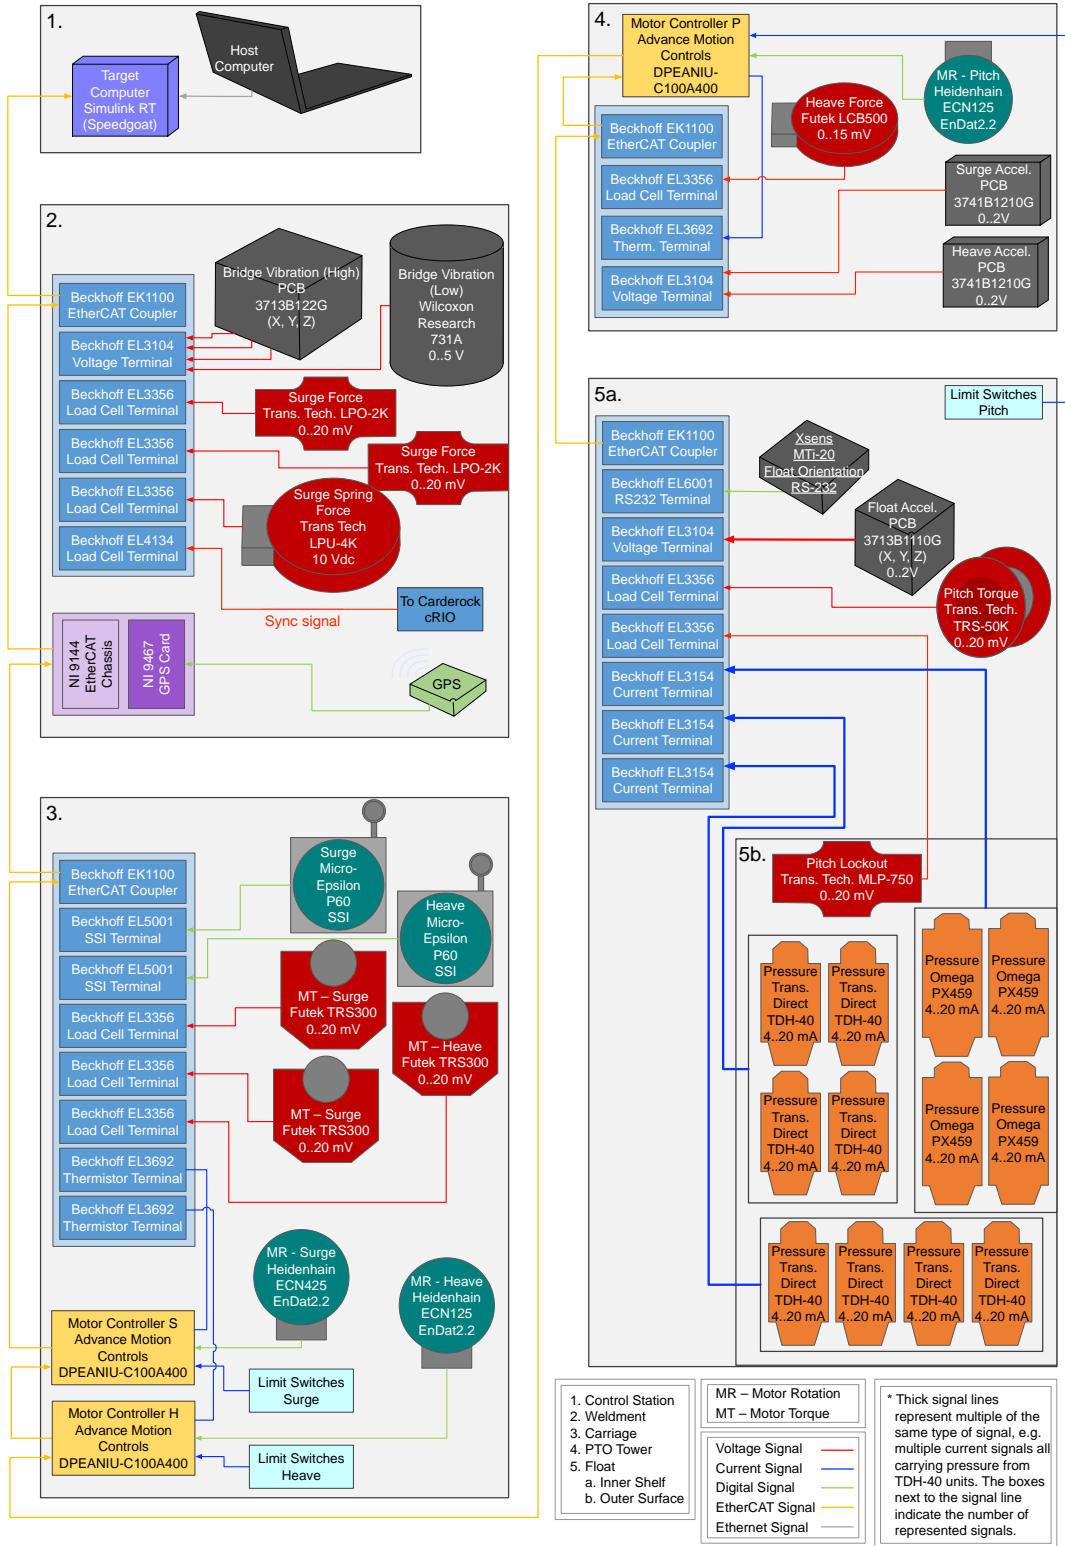 1.
Host
Computer
Target
Computer
Simulink RT
(Speedgoat)
2.
Bridge Vibration (High)
PCB
3713B122G
(X, Y, Z)
Bridge Vibration
(Low)
Wilcoxon
Research
731A
0..5 V
Beckhoff EK1100
EtherCAT Coupler
Beckhoff EL3104
Voltage Terminal
Beckhoff EL3356
Load Cell Terminal
Beckhoff EL3356
Load Cell Terminal
Beckhoff EL3356
Load Cell Terminal
Beckhoff EL4134
Load Cell Terminal
Surge Force
Trans. Tech. LPO-2K
0..20 mV
Surge Force
Trans. Tech. LPO-2K
0..20 mV
Surge Spring
Force
Trans Tech
LPU-4K
10 Vdc
To Carderock
cRIO
Sync signal
NI 9144
EtherCAT
Chassis
NI 9467
GPS Card
GPS
3.
Beckhoff EK1100
EtherCAT Coupler
Beckhoff EL5001
SSI Terminal
Beckhoff EL5001
SSI Terminal
Beckhoff EL3356
Load Cell Terminal
Beckhoff EL3356
Load Cell Terminal
Beckhoff EL3356
Load Cell Terminal
Beckhoff EL3692
Thermistor Terminal
Beckhoff EL3692
Thermistor Terminal
Surge
Micro-
Epsilon
P60
SSI
Heave
Micro-
Epsilon
P60
SSI
MT – Surge
Futek TRS300
0..20 mV
MT – Heave
Futek TRS300
0..20 mV
MT – Surge
Futek TRS300
0..20 mV
MR - Surge
Heidenhain
ECN425
EnDat2.2
MR - Heave
Heidenhain
ECN125
EnDat2.2
Motor Controller S
Advance Motion
Controls
DPEANIU-C100A400
Limit Switches
Surge
Motor Controller H
Advance Motion
Controls
DPEANIU-C100A400
Limit Switches
Heave
4.
Motor Controller P
Advance Motion
Controls
DPEANIU-
C100A400
MR - Pitch
Heidenhain
ECN125
EnDat2.2
Heave Force
Futek LCB500
0..15 mV
Beckhoff EK1100
EtherCAT Coupler
Beckhoff EL3356
Load Cell Terminal
Beckhoff EL3692
Therm. Terminal
Beckhoff EL3104
Voltage Terminal
Surge Accel.
PCB
3741B1210G
0..2V
Heave Accel.
PCB
3741B1210G
0..2V
5a.
Limit Switches
Pitch
Beckhoff EK1100
EtherCAT Coupler
Beckhoff EL6001
RS232 Terminal
Beckhoff EL3104
Voltage Terminal
Beckhoff EL3356
Load Cell Terminal
Beckhoff EL3356
Load Cell Terminal
Beckhoff EL3154
Current Terminal
Beckhoff EL3154
Current Terminal
Beckhoff EL3154
Current Terminal
Xsens
MTi-20
Float Orientation
RS-232
Float Accel.
PCB
3713B1110G
(X, Y, Z)
0..2V
Pitch Torque
Trans. Tech.
TRS-50K
0..20 mV
5b.
Pitch Lockout
Trans. Tech. MLP-750
0..20 mV
Pressure
Omega
PX459
4..20 mA
Pressure
Omega
PX459
4..20 mA
Pressure
Omega
PX459
4..20 mA
Pressure
Omega
PX459
4..20 mA
Pressure
Trans.
Direct
TDH-40
4..20 mA
Pressure
Trans.
Direct
TDH-40
4..20 mA
Pressure
Trans.
Direct
TDH-40
4..20 mA
Pressure
Trans.
Direct
TDH-40
4..20 mA
Pressure
Trans.
Direct
TDH-40
4..20 mA
Pressure
Trans.
Direct
TDH-40
4..20 mA
Pressure
Trans.
Direct
TDH-40
4..20 mA
Pressure
Trans.
Direct
TDH-40
4..20 mA
1. Control Station
2. Weldment
3. Carriage
4. PTO Tower
5. Float
a. Inner Shelf
b. Outer Surface
MR – Motor Rotation
MT – Motor Torque
Voltage Signal
Current Signal
Digital Signal
EtherCAT Signal
Ethernet Signal
* Thick signal lines
represent multiple of the
same type of signal, e.g.
multiple current signals all
carrying pressure from
TDH-40 units. The boxes
next to the signal line
indicate the number of
represented signals.